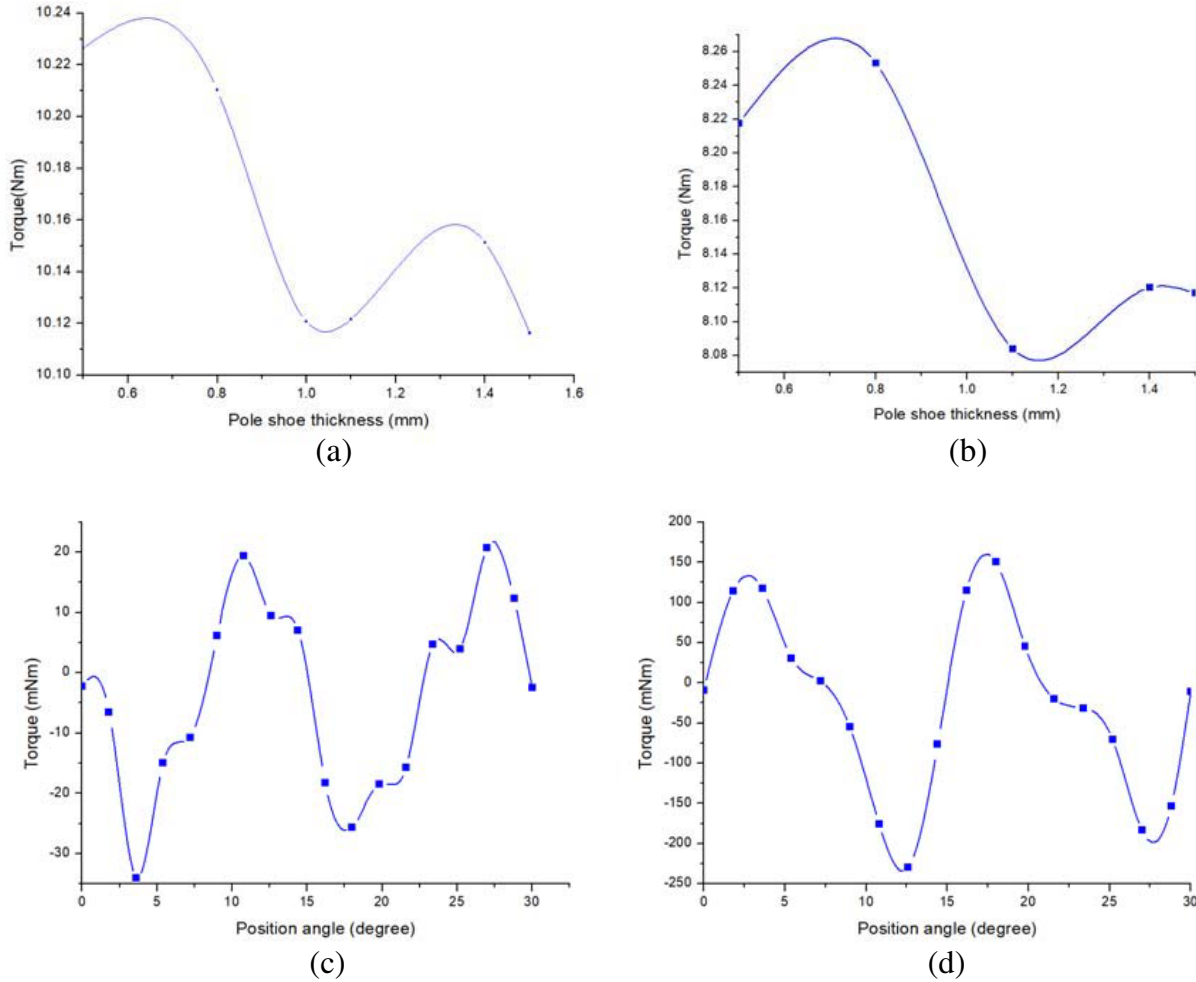 10.24
10.22
10.20
10.18
10.16
10.14
10.12
10.10
Torque(Nm)
0.6 0.8 1.0 1.2 1.4 1.6
Pole shoe thickness (mm)
(a)
8.26
8.24
8.22
8.20
8.18
8.16
8.14
8.12
8.10
8.08
Torque (Nm)
0.6 0.8 1.0 1.2 1.4
Pole shoe thickness (mm)
(b)
20
10
0
-10
-20
-30
Torque (mNm)
0 5 10 15 20 25 30
Position angle (degree)
(c)
200
150
100
50
0
-50
-100
-150
-200
-250
Torque (mNm)
0 5 10 15 20 25 30
Position angle (degree)
(d)